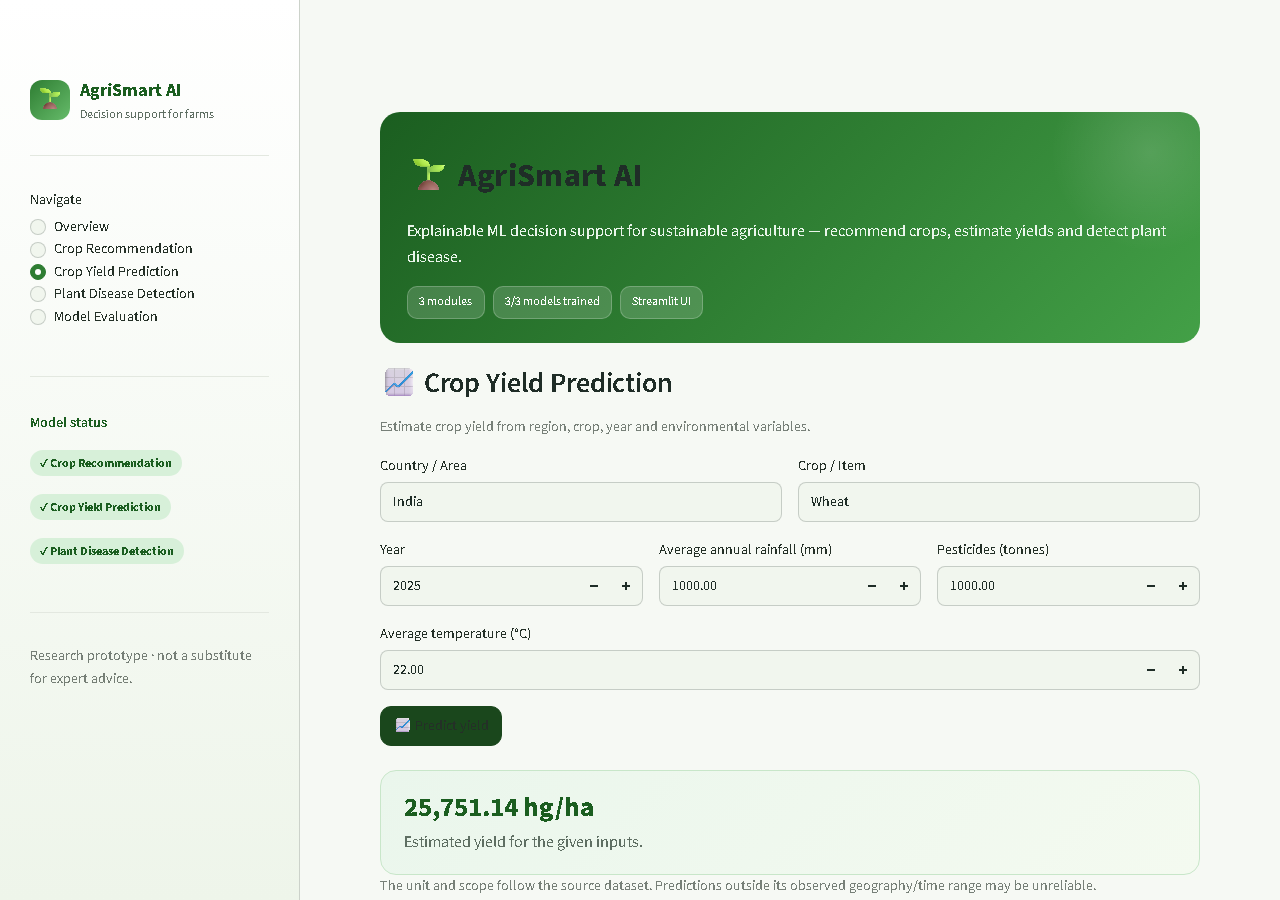 AgriSmart AI
Decision support for farms
Navigate
Overview
Crop Recommendation
Crop Yield Prediction
Plant Disease Detection
Model Evaluation
Model status
✓ Crop Recommendation
✓ Crop Yield Prediction
✓ Plant Disease Detection
Research prototype · not a substitute
for expert advice.
AgriSmart AI
Explainable ML decision support for sustainable agriculture — recommend crops, estimate yields and detect plant
disease.
3 modules 3/3 models trained Streamlit UI
Crop Yield Prediction
Estimate crop yield from region, crop, year and environmental variables.
Country / Area Crop / Item
India Wheat
Year Average annual rainfall (mm) Pesticides (tonnes)
2025 − + 1000.00 − + 1000.00 − +
Average temperature (°C)
22.00 − +
Predict yield
25,751.14 hg/ha
Estimated yield for the given inputs.
The unit and scope follow the source dataset. Predictions outside its observed geography/time range may be unreliable.